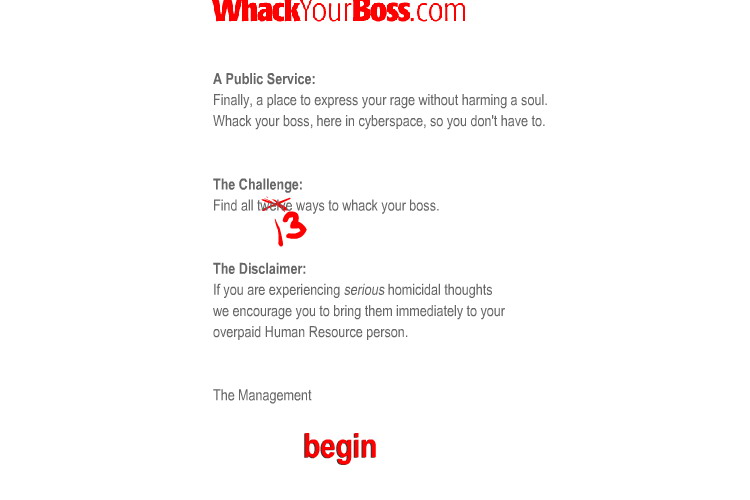 WhackYourBoss.com
A Public Service:
Finally, a place to express your rage without harming a soul.
Whack your boss, here in cyberspace, so you don't have to.
The Challenge:
Find all twelve ways to whack your boss.
13
The Disclaimer:
If you are experiencing serious homicidal thoughts
we encourage you to bring them immediately to your
overpaid Human Resource person.
The Management
begin